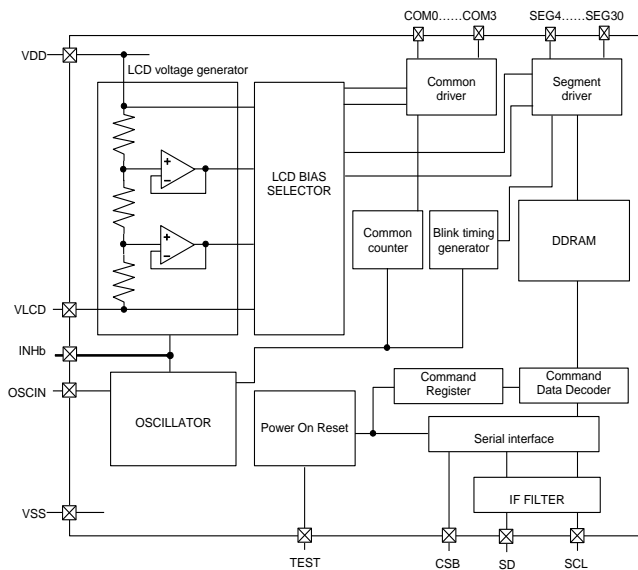 COM0……COM3
SEG4……SEG30
VDD
LCD voltage generator
Common
driver
Segment
driver
+
−
LCD BIAS
SELECTOR
Common
counter
Blink timing
generator
DDRAM
+
−
VLCD
INHb
OSCIN
OSCILLATOR
Power On Reset
Command
Register
Command
Data Decoder
Serial interface
IF FILTER
VSS
TEST
CSB
SD
SCL